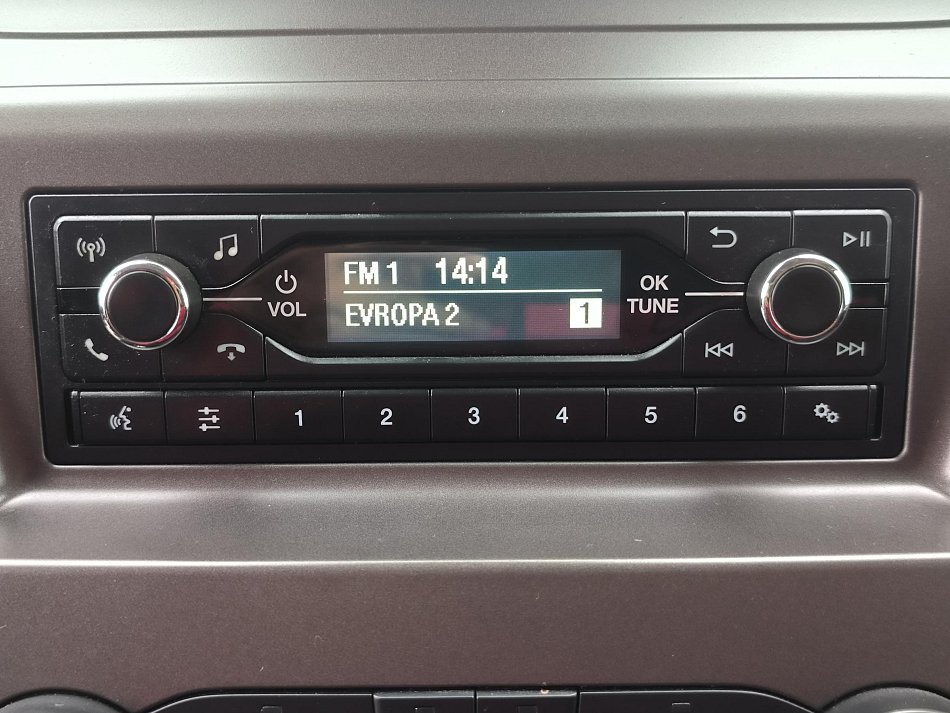 FM 1 14:14
EVROPA 2 1
VOL
OK
TUNE
1 2 3 4 5 6